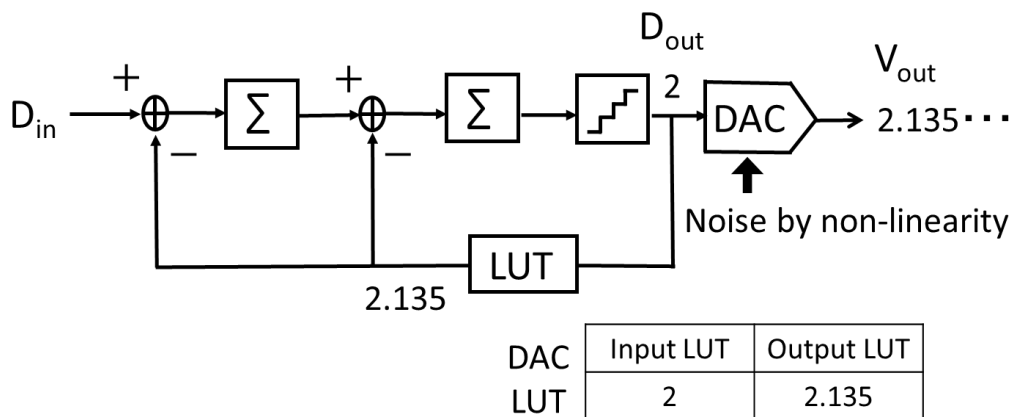 D_out
V_out
+
+
2
D_in
Σ
Σ
DAC
2.135...
−
−
Noise by non-linearity
LUT
2.135
DAC
LUT
Input LUT Output LUT
2 2.135